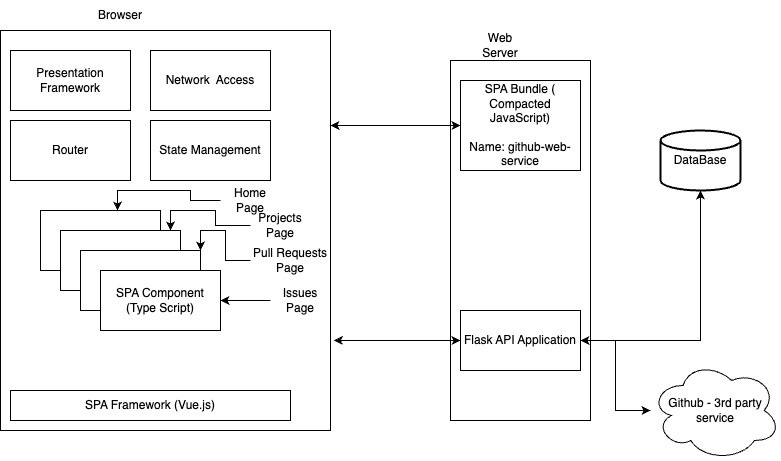 Browser
Presentation
Framework
Network Access
Router
State Management
Home
Page
Projects
Page
Pull Requests
Page
Issues
Page
SPA Component
(Type Script)
SPA Framework (Vue.js)
Web
Server
SPA Bundle (
Compacted
JavaScript)
Name: github-web-
service
Flask API Application
DataBase
Github - 3rd party
service